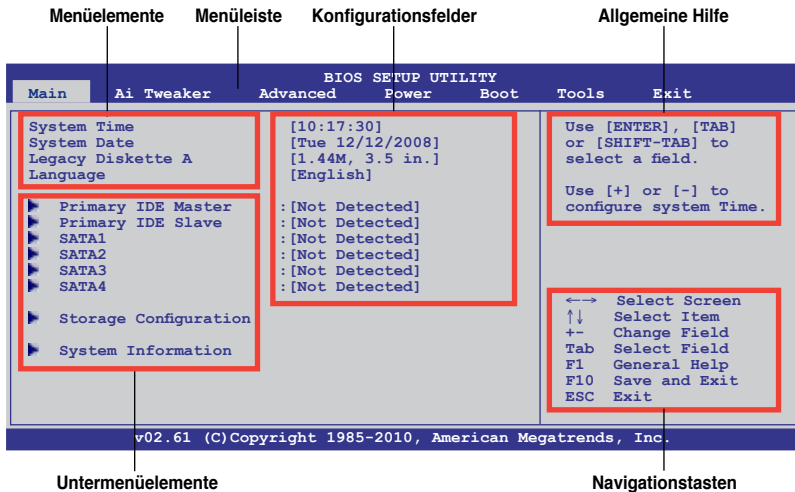 Menüelemente Menüleiste Konfigurationsfelder Allgemeine Hilfe
BIOS SETUP UTILITY
Main Ai Tweaker Advanced Power Boot Tools Exit
System Time [10:17:30]
System Date [Tue 12/12/2008]
Legacy Diskette A [1.44M, 3.5 in.]
Language [English]
Primary IDE Master :[Not Detected]
Primary IDE Slave :[Not Detected]
SATA1 :[Not Detected]
SATA2 :[Not Detected]
SATA3 :[Not Detected]
SATA4 :[Not Detected]
Storage Configuration
System Information
Use [ENTER], [TAB]
or [SHIFT-TAB] to
select a field.
Use [+] or [-] to
configure system Time.
←→ Select Screen
↑↓ Select Item
+- Change Field
Tab Select Field
F1 General Help
F10 Save and Exit
ESC Exit
v02.61 (C)Copyright 1985-2010, American Megatrends, Inc.
Untermenüelemente Navigationstasten